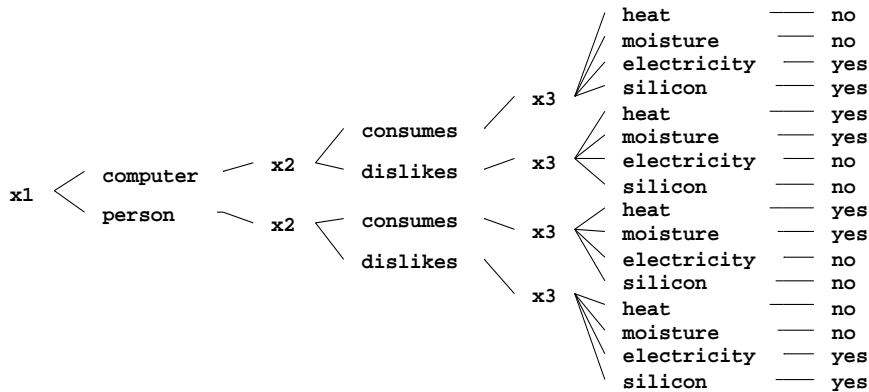 heat no
moisture no
electricity yes
silicon yes
x3
heat yes
consumes
moisture yes
x2 x3
electricity no
computer dislikes
silicon no
x1
heat yes
person consumes
moisture yes
x2 x3
electricity no
dislikes
silicon no
x3
heat no
moisture no
electricity yes
silicon yes